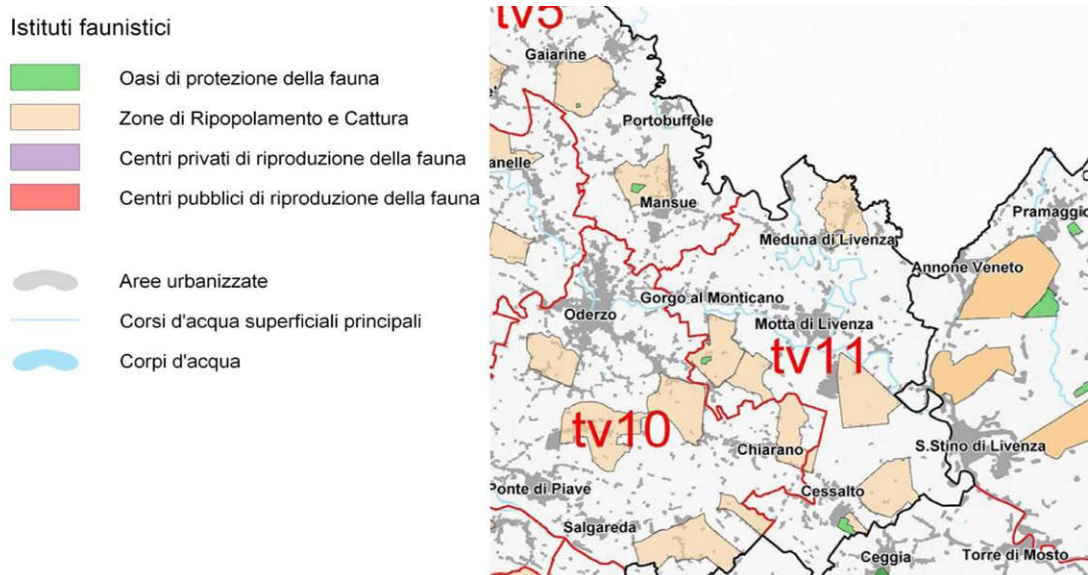 Istituti faunistici
Oasi di protezione della fauna
Zone di Ripopolamento e Cattura
Centri privati di riproduzione della fauna
Centri pubblici di riproduzione della fauna
Aree urbanizzate
Corsi d'acqua superficiali principali
Corpi d'acqua
tv5
Gaiarine
Portobuffole
anelle
Mansue
Pramaggio
Meduna di Livenza
Annone Veneto
Gorgo al Monticano
Oderzo
Motta di Livenza
tv11
tv10
Chiarano
S.Stino di Livenza
Ponte di Piave
Cessalto
Salgareda
Ceggia
Torre di Mosto